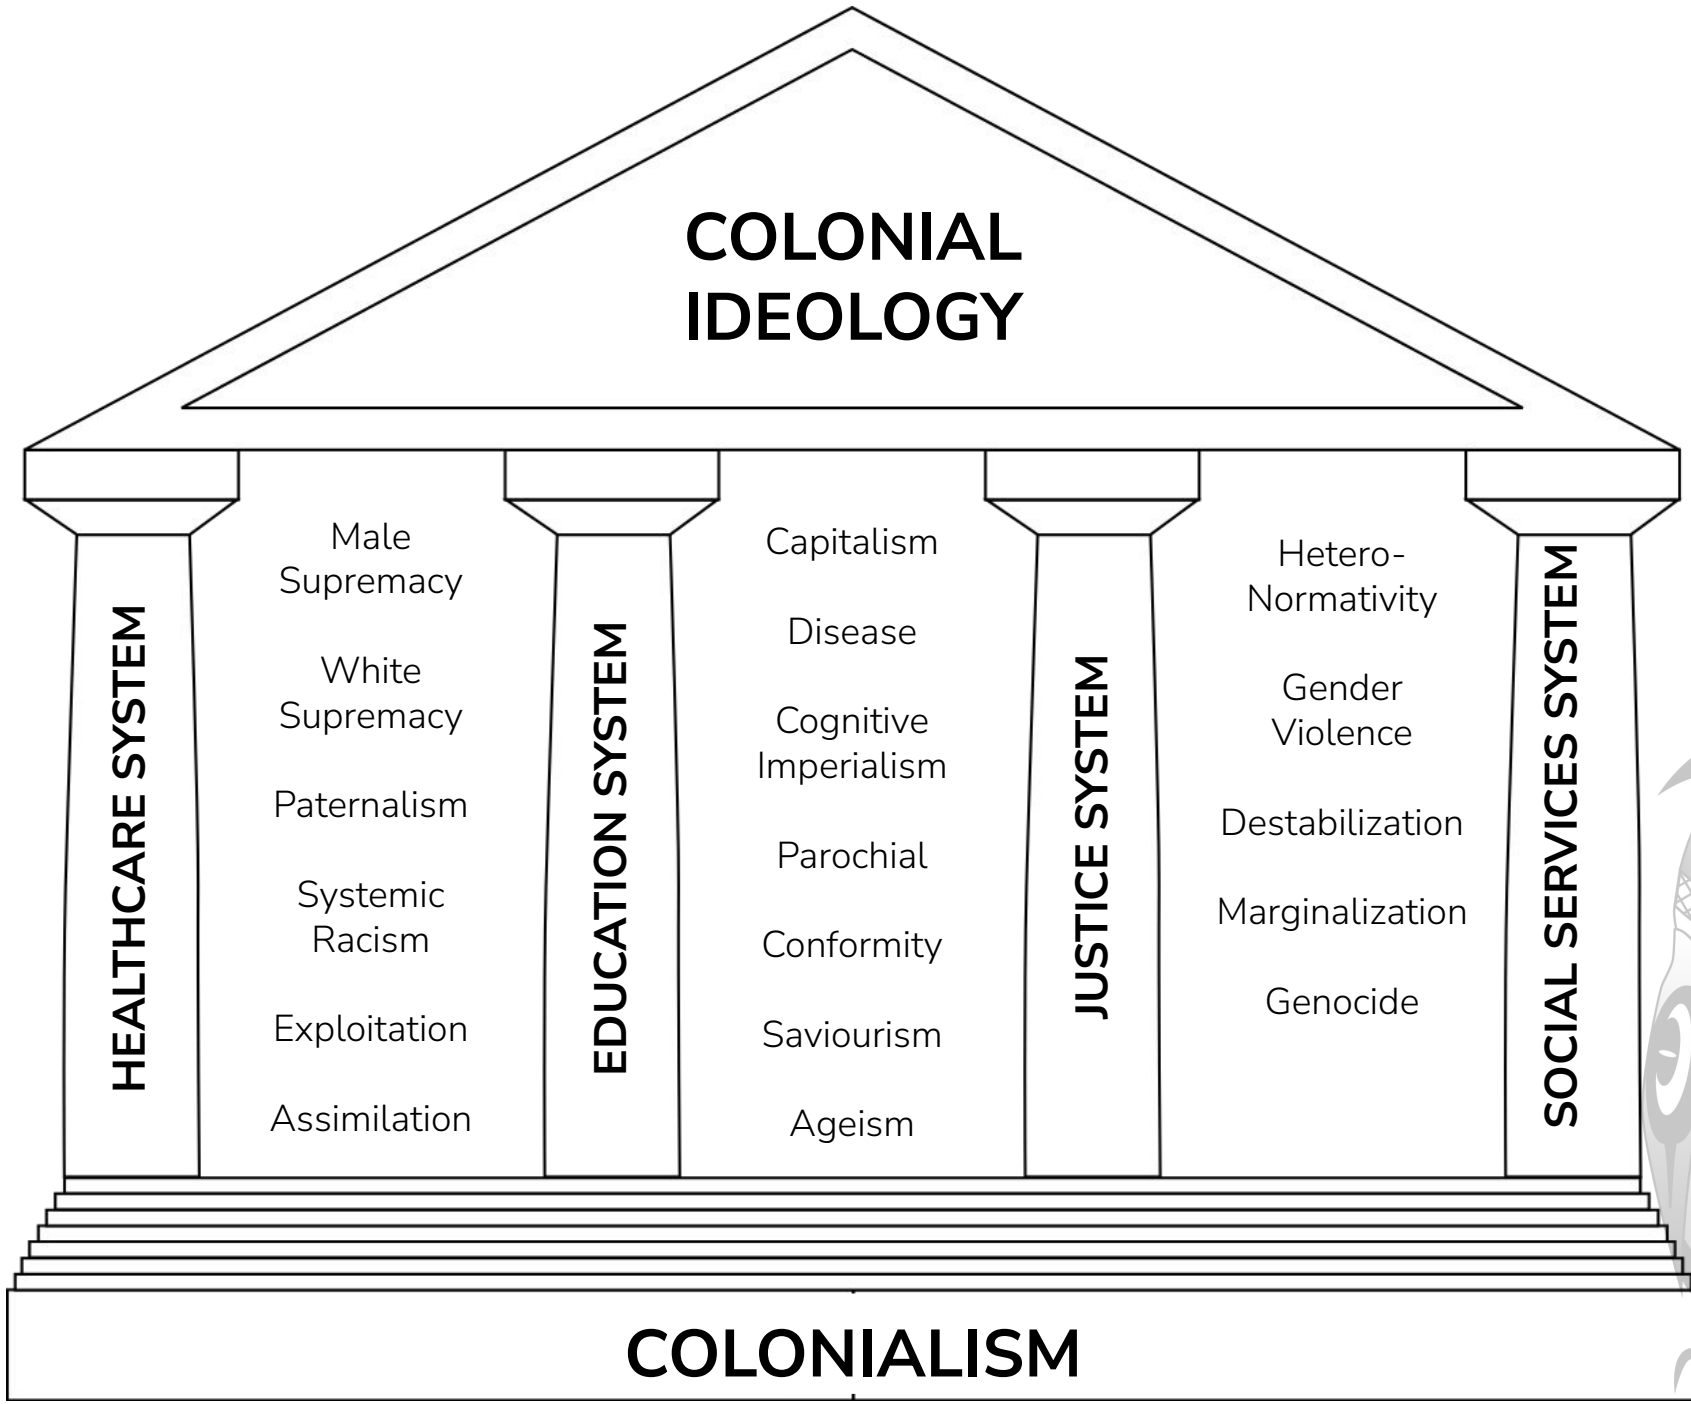 COLONIAL
IDEOLOGY
HEALTHCARE SYSTEM
Male
Supremacy
White
Supremacy
Paternalism
Systemic
Racism
Exploitation
Assimilation
EDUCATION SYSTEM
Capitalism
Disease
Cognitive
Imperialism
Parochial
Conformity
Saviourism
Ageism
JUSTICE SYSTEM
Hetero-
Normativity
Gender
Violence
Destabilization
Marginalization
Genocide
SOCIAL SERVICES SYSTEM
COLONIALISM